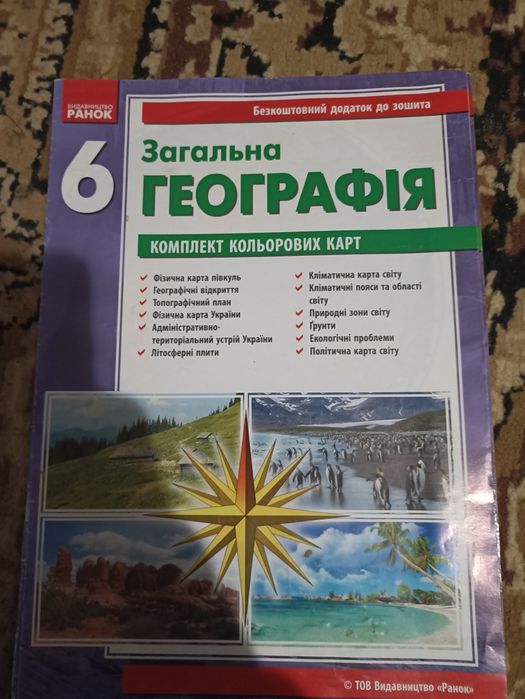 ВИДАВНИЦТВО
РАНОК
Безкоштовний додаток до зошита
6
Загальна
ГЕОГРАФІЯ
КОМПЛЕКТ КОЛЬОРОВИХ КАРТ
Фізична карта півкуль
Географічні відкриття
Топографічний план
Фізична карта України
Адміністративно-
територіальний устрій України
Літосферні плити
Кліматична карта світу
Кліматичні пояси та області
світу
Природні зони світу
Ґрунти
Екологічні проблеми
Політична карта світу
© ТОВ Видавництво «Ранок»